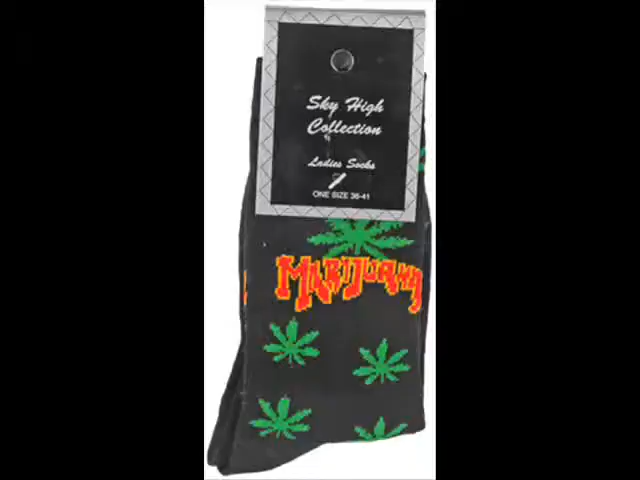 Sky High
Collection
Ladies Socks
ONE SIZE 36-41
MARIJUANA